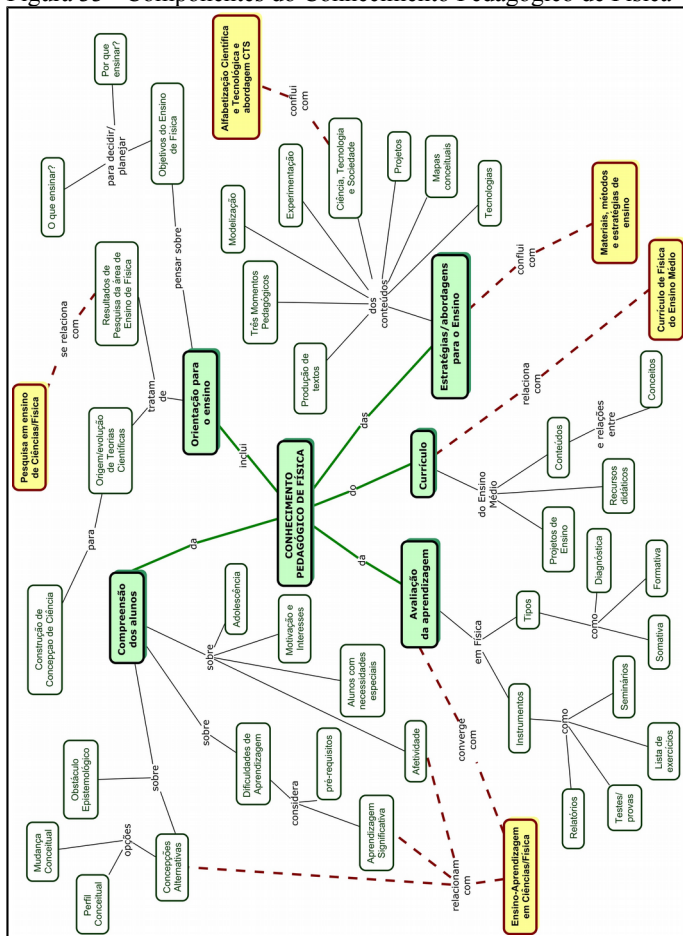 Componentes do Conhecimento Pedagógico de Física
CONHECIMENTO
PEDAGÓGICO DE FÍSICA
da
Compreensão
dos alunos
sobre
Concepções
Alternativas
opções
Perfil
Conceitual
Mudança
Conceitual
Obstáculo
Epistemológico
sobre
Dificuldades de
Aprendizagem
considera
Aprendizagem
Significativa
pré-requisitos
sobre
Afetividade
Alunos com
necessidades
especiais
Motivação e
Interesses
Adolescência
relacionam
com
Ensino-Aprendizagem
em Ciências/Física
converge
com
inclui
Orientação para
o ensino
tratam
de
Origem/evolução
de Teorias
Científicas
para
Construção de
Concepçao de Ciência
Resultados de
Pesquisa da área de
Ensino de Física
se relaciona
com
Pesquisa em ensino
de Ciências/Física
pensar sobre
Objetivos do Ensino
de Física
para decidir/
planejar
O que ensinar?
Por que
ensinar?
da
Avaliação
da aprendizagem
em Física
Instrumentos
como
Relatórios
Testes/
provas
Lista de
exercícios
Seminários
Tipos
como
Somativa
Formativa
Diagnóstica
do
Currículo
do Ensino
Médio
Projetos de
Ensino
Recursos
didáticos
Conteúdos
e relações
entre
Conceitos
relaciona
com
Currículo de Física
do Ensino Médio
das
Estratégias/abordagens
para o Ensino
dos
conteúdos
Produção de
textos
Três Momentos
Pedagógicos
Modelização
Experimentação
Ciência, Tecnologia
e Sociedade
Projetos
Mapas
conceituais
Tecnologias
conflui
com
Alfabetização Científica
e Tecnológica e
abordagem CTS
conflui
com
Materiais, métodos
e estratégias de
ensino